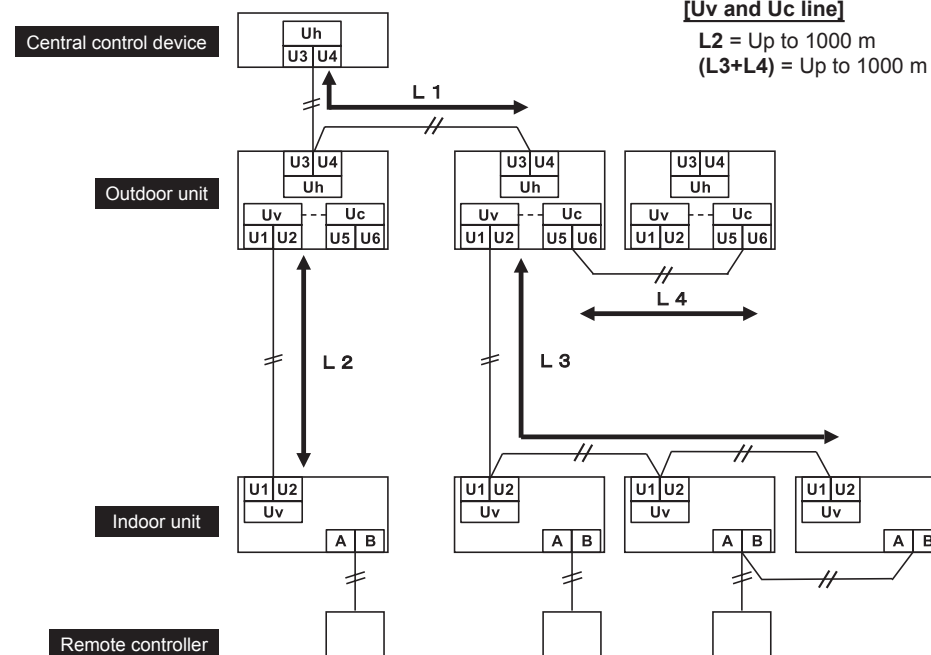 [Uv and Uc line]
L2 = Up to 1000 m
(L3+L4) = Up to 1000 m
Central control device
Uh
U3 U4
L 1
Outdoor unit
U3 U4
Uh
Uv Uc
U1 U2 U5 U6
U3 U4
Uh
Uv Uc
U1 U2 U5 U6
U3 U4
Uh
Uv Uc
U1 U2 U5 U6
L 4
L 2
L 3
Indoor unit
U1 U2
Uv
A B
U1 U2
Uv
A B
U1 U2
Uv
A B
U1 U2
Uv
A B
Remote controller